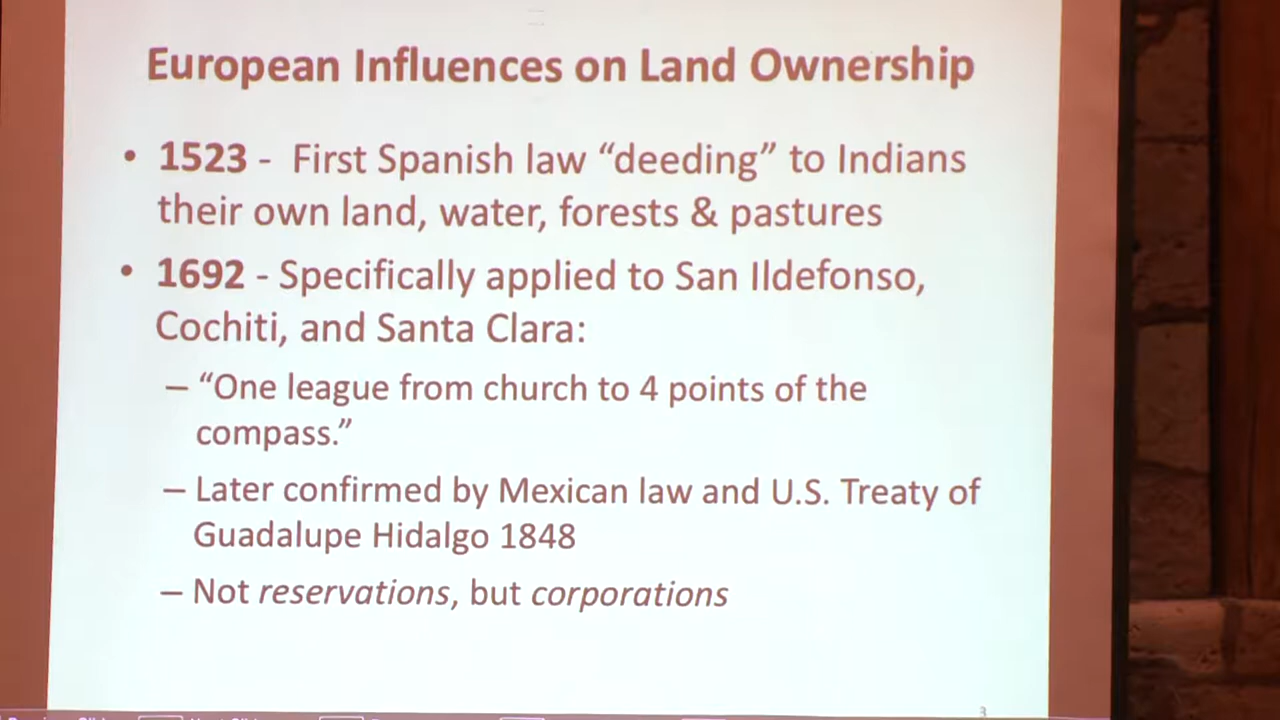 European Influences on Land Ownership
• 1523 - First Spanish law “deeding” to Indians
their own land, water, forests & pastures
• 1692 - Specifically applied to San Ildefonso,
Cochiti, and Santa Clara:
– “One league from church to 4 points of the
compass.”
– Later confirmed by Mexican law and U.S. Treaty of
Guadalupe Hidalgo 1848
– Not reservations, but corporations
3